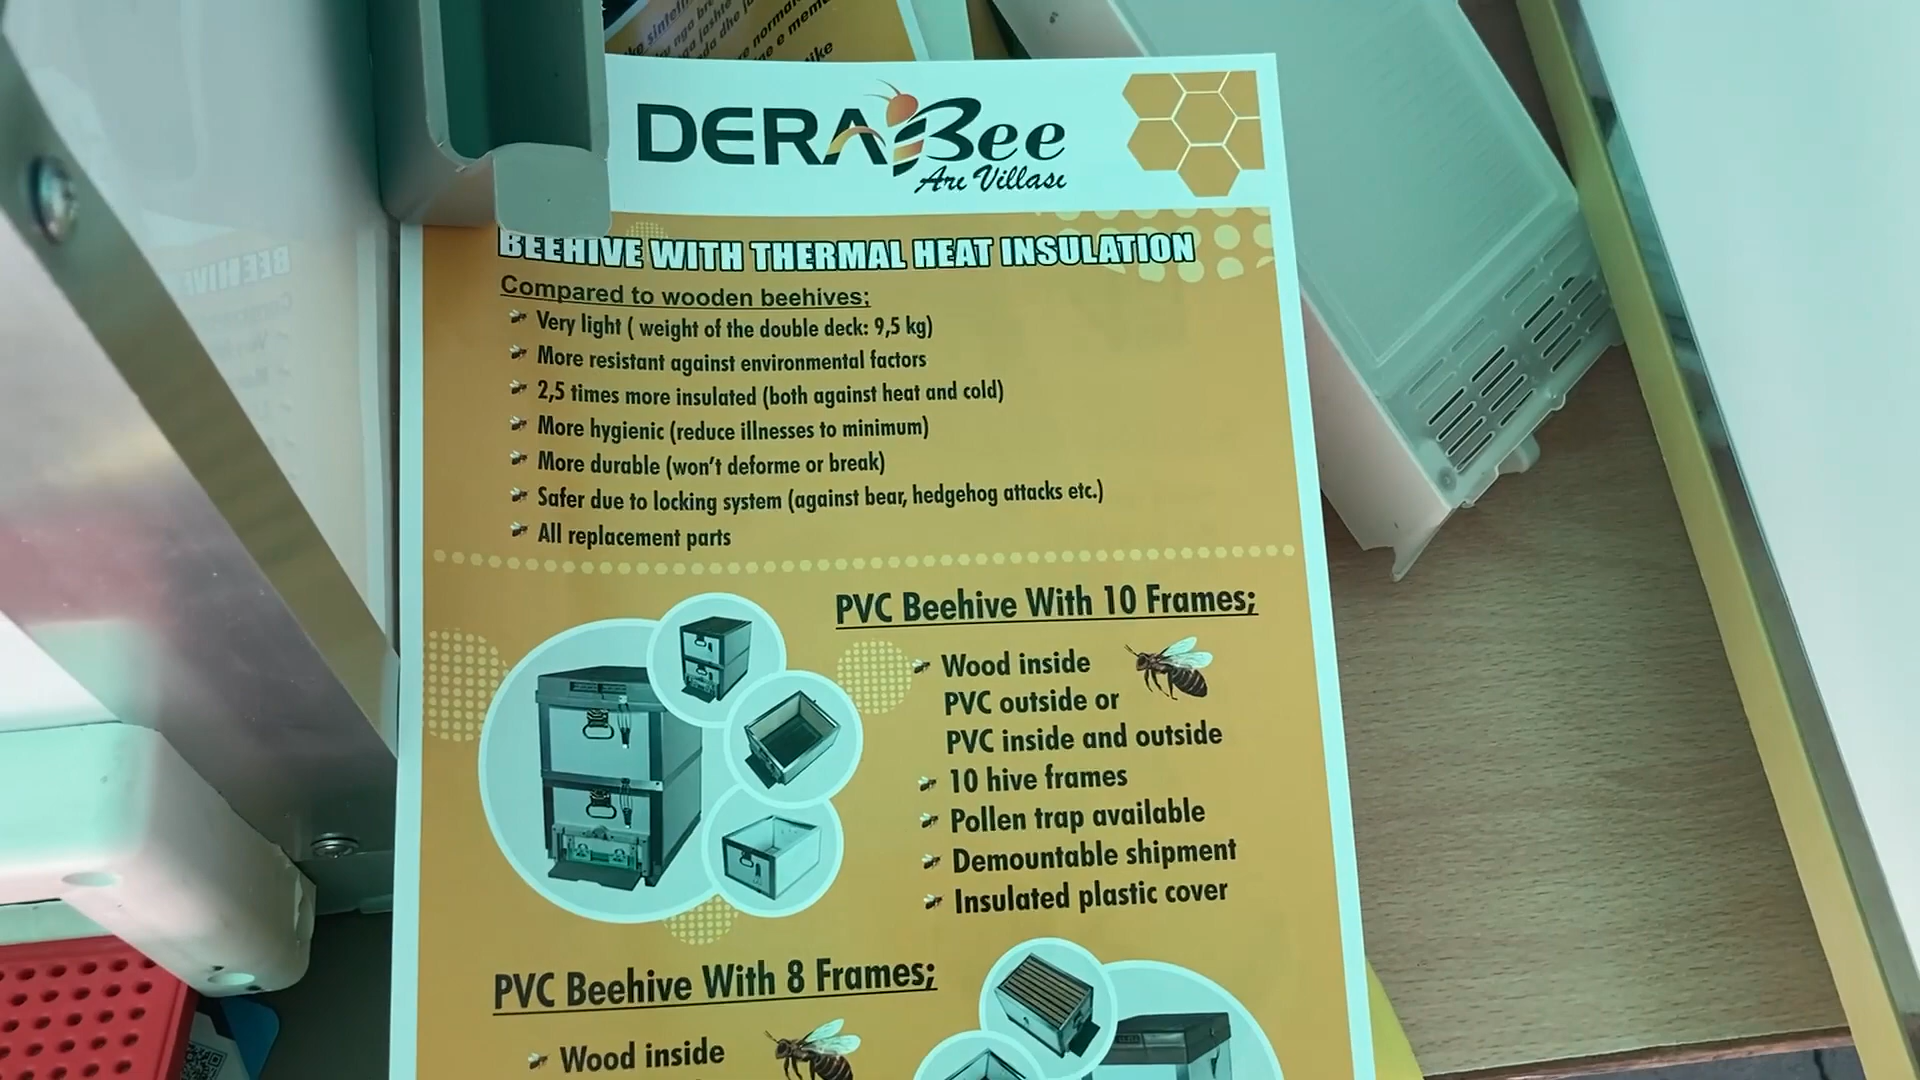 DERA Bee
Arı Villası
BEEHIVE WITH THERMAL HEAT INSULATION
Compared to wooden beehives;
Very light ( weight of the double deck: 9,5 kg)
More resistant against environmental factors
2,5 times more insulated (both against heat and cold)
More hygienic (reduce illnesses to minimum)
More durable (won't deforme or break)
Safer due to locking system (against bear, hedgehog attacks etc.)
All replacement parts
PVC Beehive With 10 Frames;
Wood inside
PVC outside or
PVC inside and outside
10 hive frames
Pollen trap available
Demountable shipment
Insulated plastic cover
PVC Beehive With 8 Frames;
Wood inside